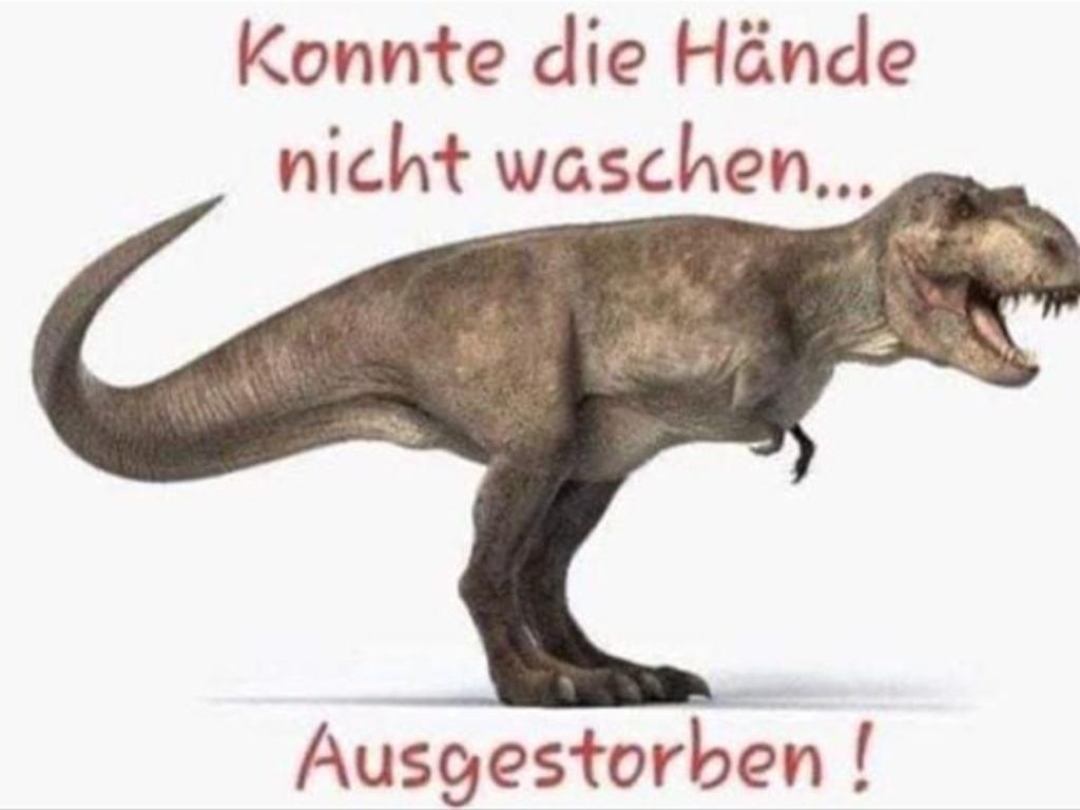 Konnte die Hände
nicht waschen...
Ausgestorben !